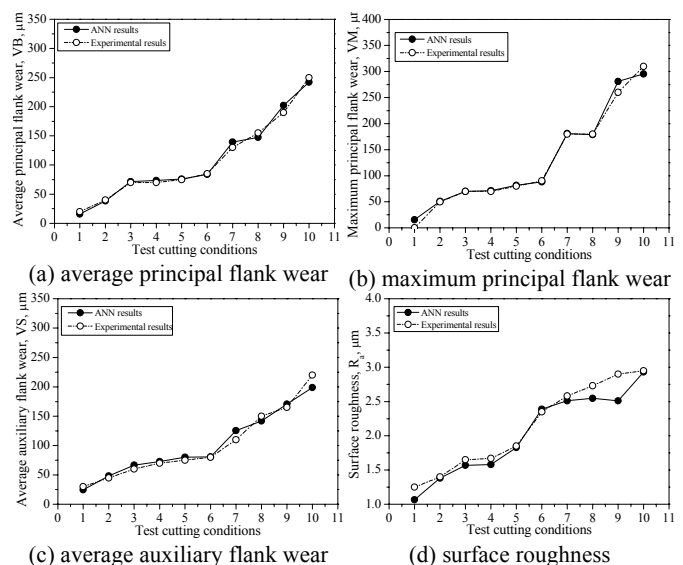 (a)
350
300
250
200
150
100
50
0
Average principal flank wear, VB, µm
ANN results
Experimental resuls
0 1 2 3 4 5 6 7 8 9 10 11
Test cutting conditions
(a) average principal flank wear
(b)
400
350
300
250
200
150
100
50
0
Maximum principal flank wear, VM, µr
ANN resuls
Experimental results
0 1 2 3 4 5 6 7 8 9 10 11
Test cutting conditions
(b) maximum principal flank wear
350
300
250
200
150
100
50
0
Average auxiliary flank wear, VS, µm
ANN results
Experimental results
0 1 2 3 4 5 6 7 8 9 10 11
Test cutting conditions
(c) average auxiliary flank wear
4.0
3.5
3.0
2.5
2.0
1.5
1.0
Surface roughness, Ra, µm
ANN results
Experimental resuls
0 1 2 3 4 5 6 7 8 9 10 11
Test cutting conditions
(d) surface roughness